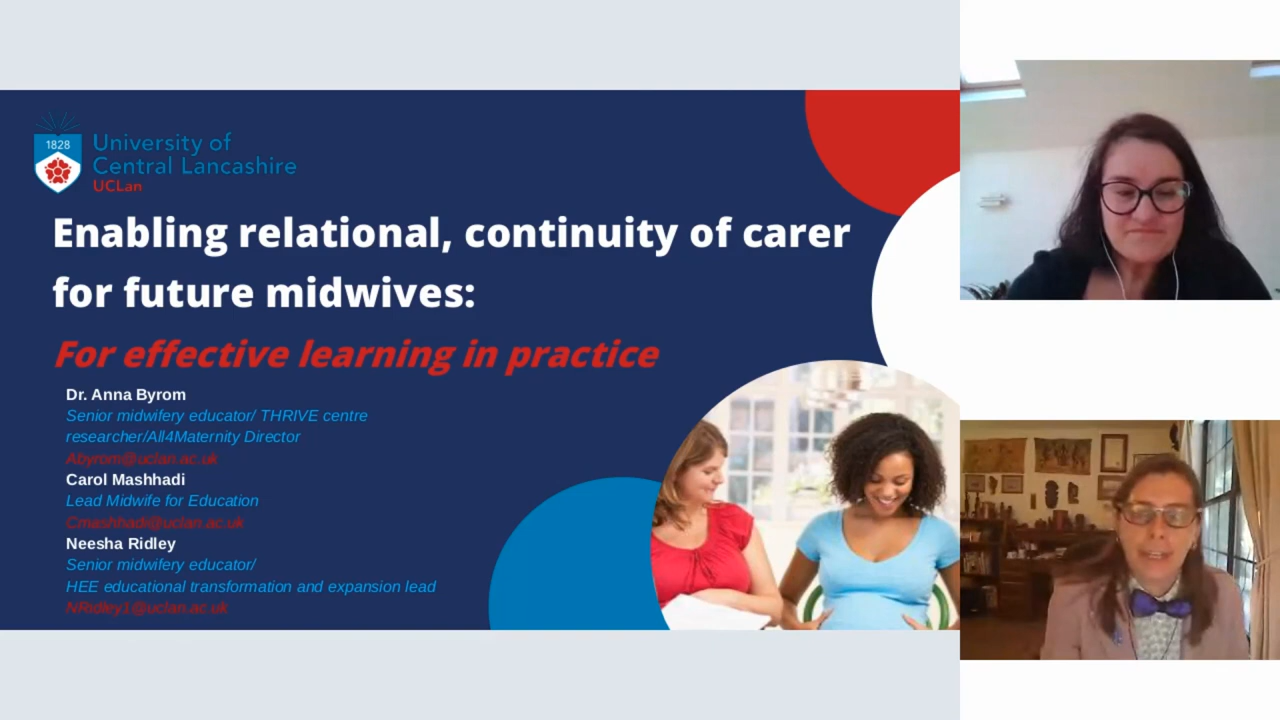 1828
University of
Central Lancashire
UCLan
Enabling relational, continuity of carer
for future midwives:
For effective learning in practice
Dr. Anna Byrom
Senior midwifery educator/ THRIVE centre
researcher/All4Maternity Director
Abyrom@uclan.ac.uk
Carol Mashhadi
Lead Midwife for Education
Cmashhadi@uclan.ac.uk
Neesha Ridley
Senior midwifery educator/
HEE educational transformation and expansion lead
NRidley1@uclan.ac.uk